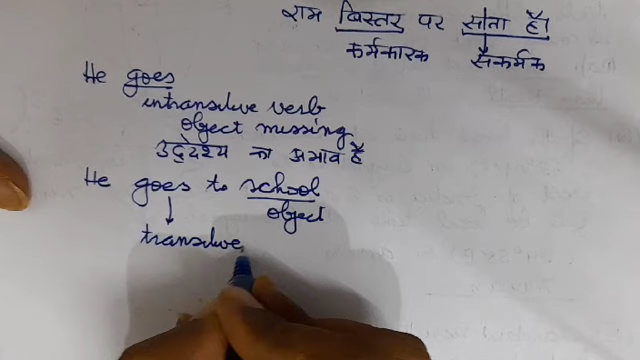 राम बिस्तर पर सोता है।
कर्मकारक सकर्मक
He goes
intransitive verb
object missing
उद्देश्य का अभाव है
He goes to school
object
transitive